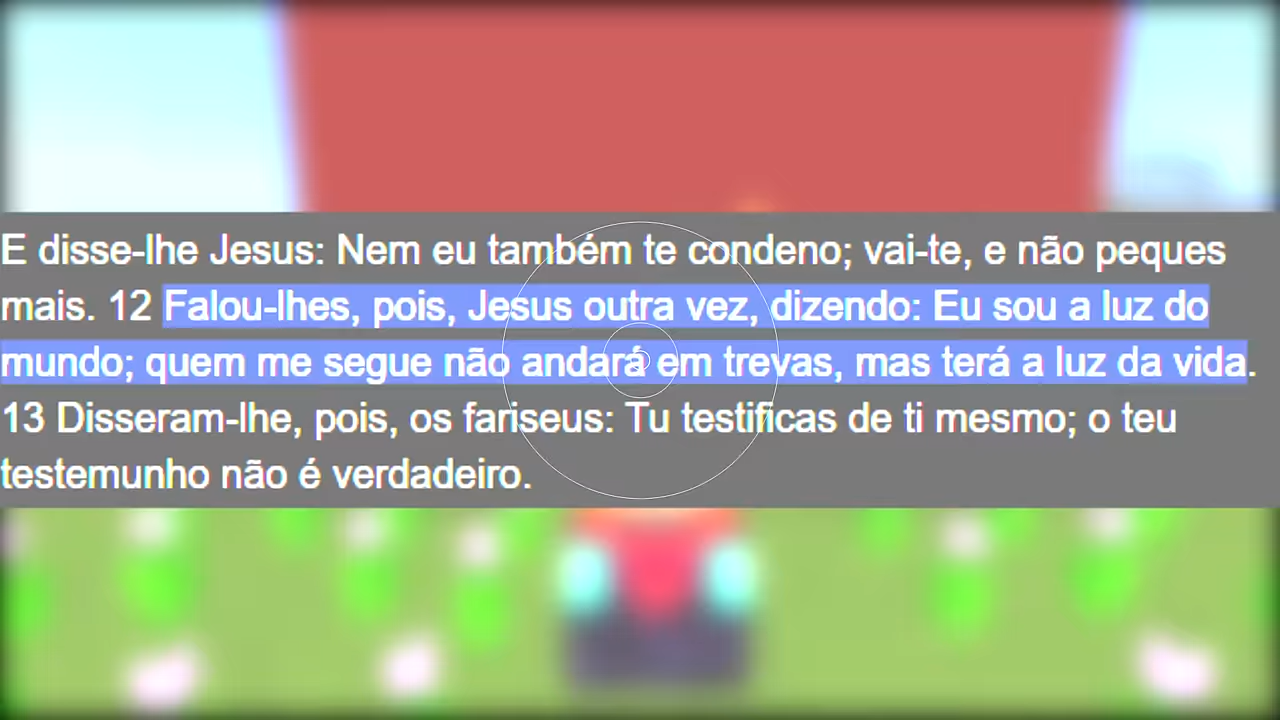 E disse-lhe Jesus: Nem eu também te condeno; vai-te, e não peques
mais. 12 Falou-lhes, pois, Jesus outra vez, dizendo: Eu sou a luz do
mundo; quem me segue não andará em trevas, mas terá a luz da vida.
13 Disseram-lhe, pois, os fariseus: Tu testificas de ti mesmo; o teu
testemunho não é verdadeiro.